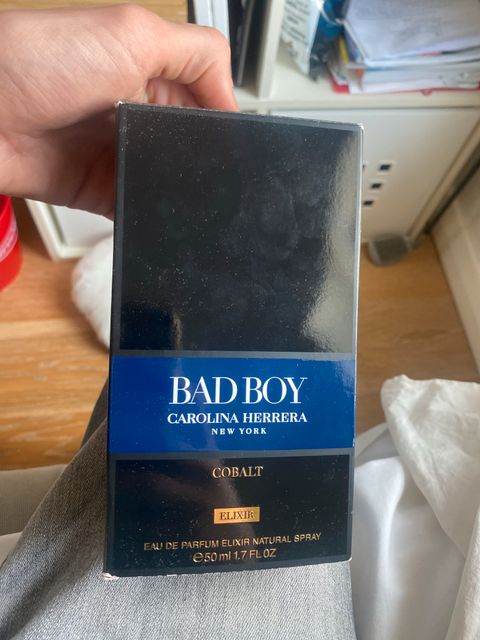 BAD BOY
CAROLINA HERRERA
NEW YORK
COBALT
ELIXIR
EAU DE PARFUM ELIXIR NATURAL SPRAY
℮50 ml 1.7 FL OZ